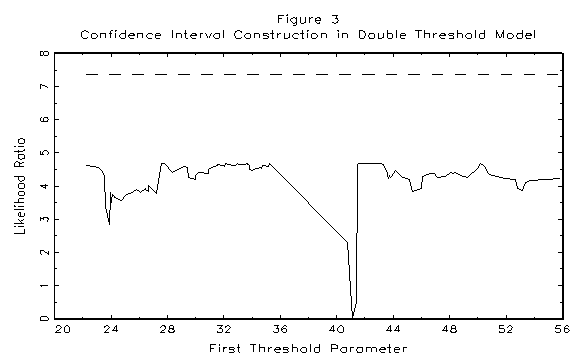 Figure 3
Confidence Interval Construction in Double Threshold Model
Likelihood Ratio
8
7
6
5
4
3
2
1
0
20 24 28 32 36 40 44 48 52 56
First Threshold Parameter